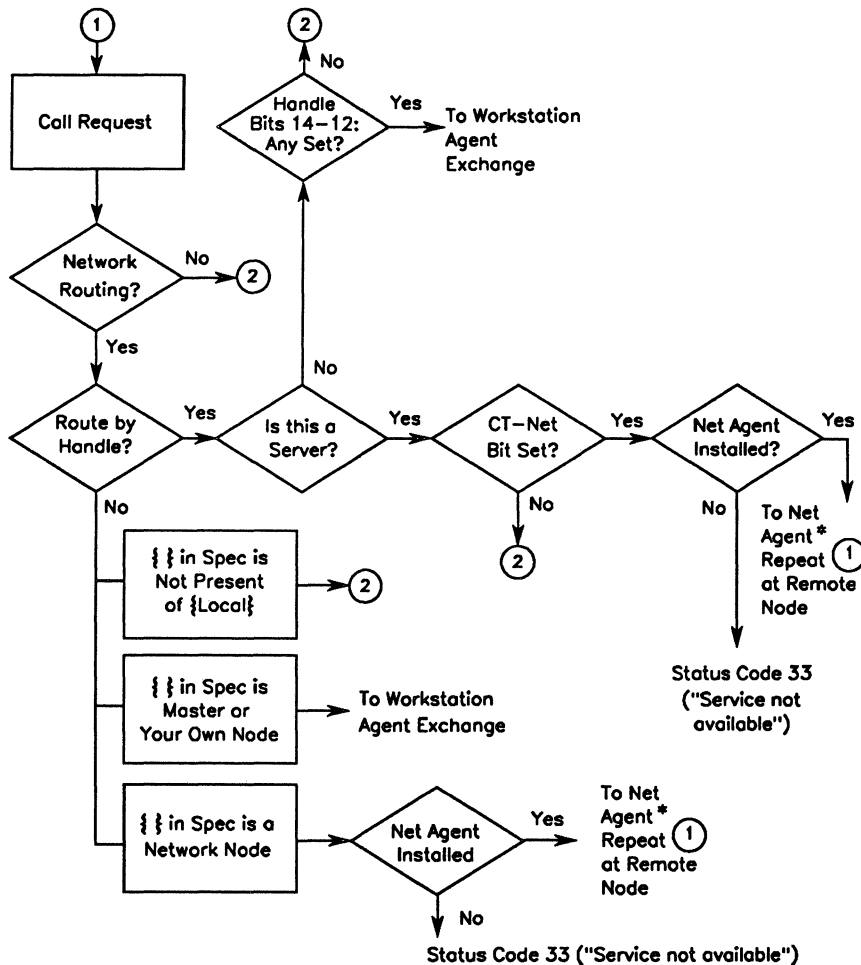 1
2
No
Call Request
Handle
Bits 14-12:
Any Set?
Yes
To Workstation
Agent
Exchange
Network
Routing?
No
2
Yes
No
Route by
Handle?
Yes
Is this a
Server?
Yes
CT-Net
Bit Set?
Yes
Net Agent
Installed?
Yes
No
No
2
No
To Net
Agent*
Repeat 1
at Remote
Node
{ } in Spec is
Not Present
of {Local}
2
Status Code 33
("Service not
available")
{ } in Spec is
Master or
Your Own Node
To Workstation
Agent Exchange
{ } in Spec is a
Network Node
Net Agent
Installed
Yes
To Net
Agent*
Repeat 1
at Remote
Node
No
Status Code 33 ("Service not available")